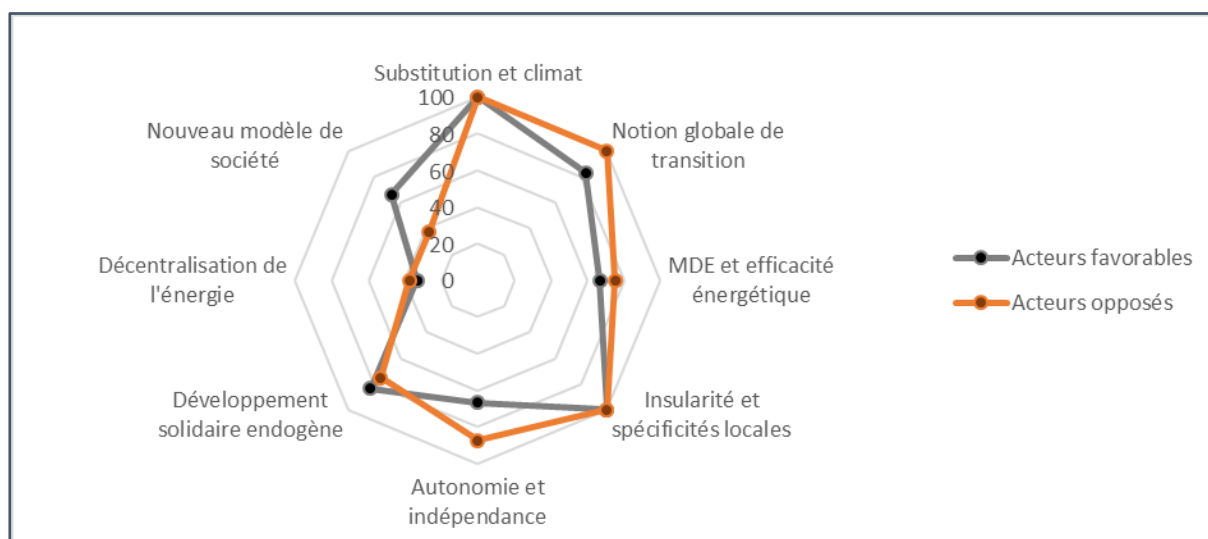 Substitution et climat
100
80
60
40
20
0
Notion globale de
transition
MDE et efficacité
énergétique
Insularité et
spécificités locales
Autonomie et
indépendance
Développement
solidaire endogène
Décentralisation de
l'énergie
Nouveau modèle de
société
Acteurs favorables
Acteurs opposés